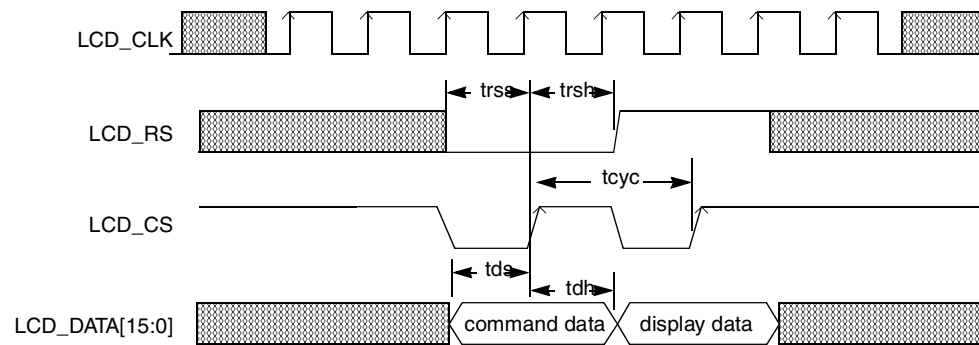 LCD_CLK
trss trsh
LCD_RS
tcyc
LCD_CS
tds
tdh
LCD_DATA[15:0] command data display data